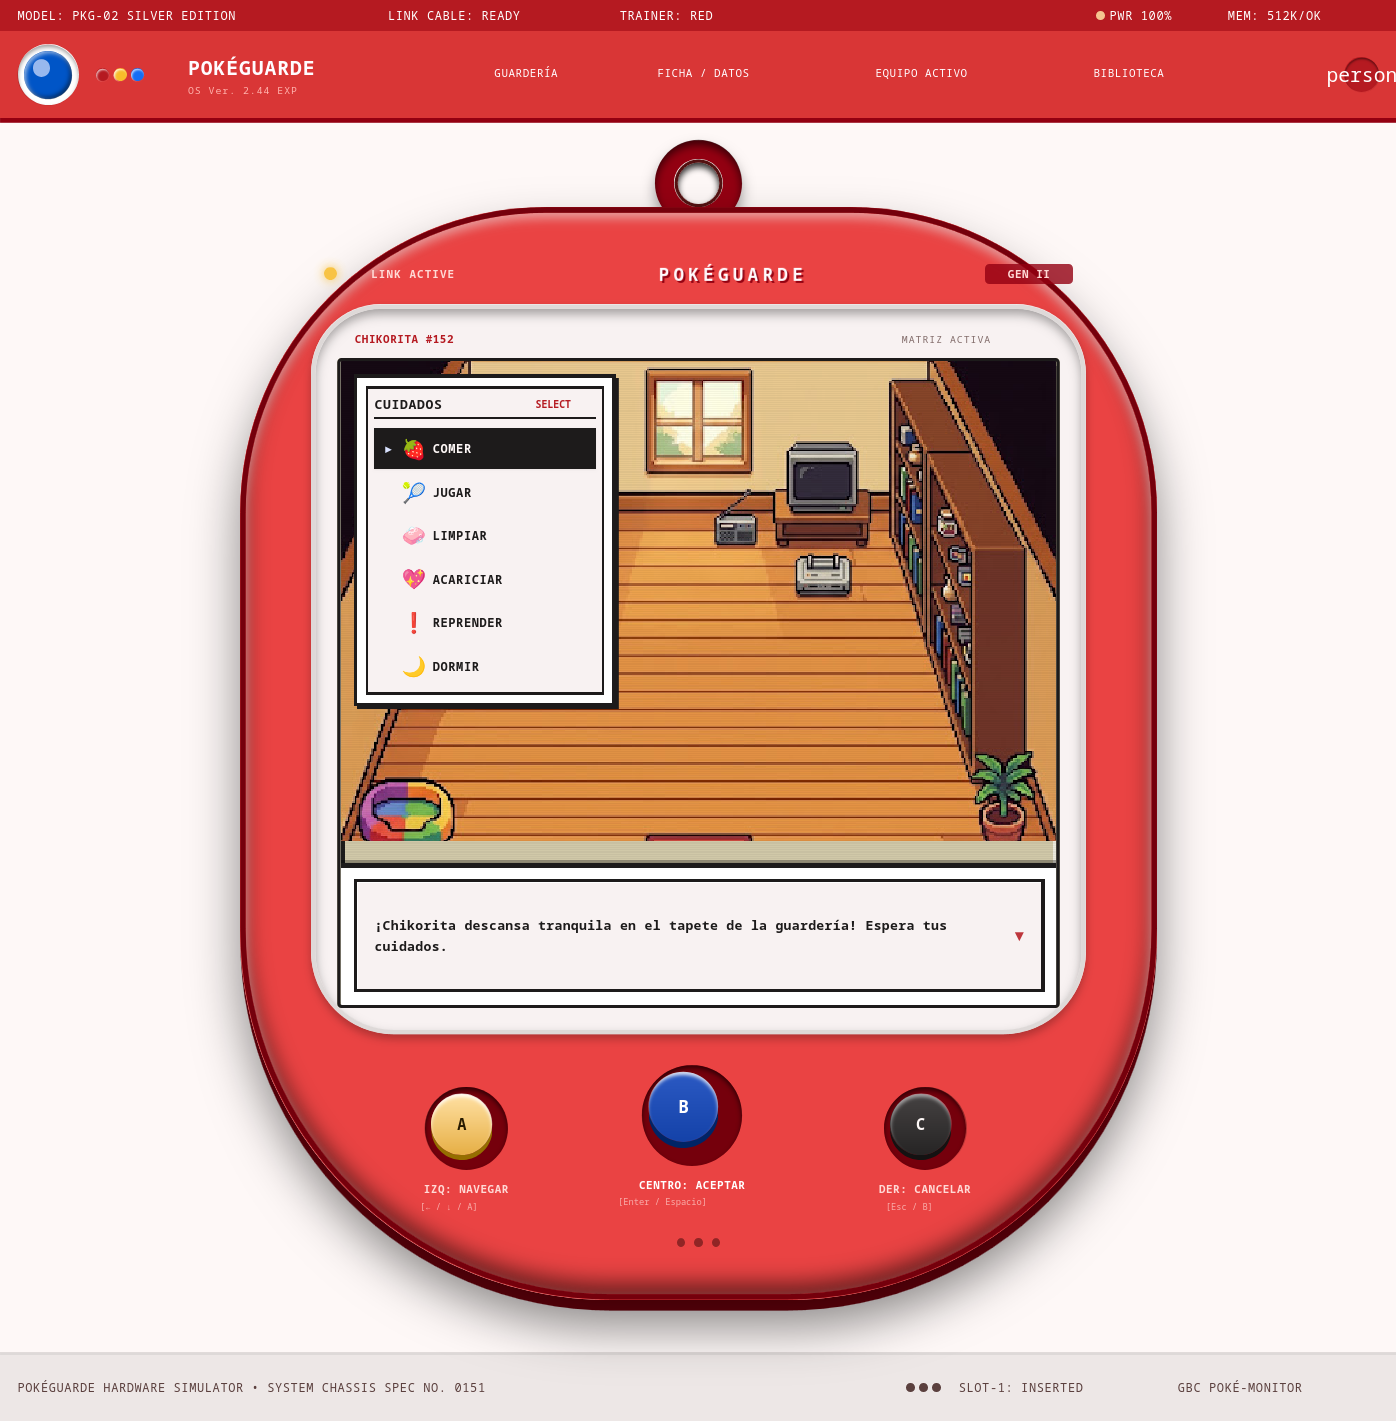 MODEL: PKG-02 SILVER EDITION
LINK CABLE: READY
TRAINER: RED
PWR 100%
MEM: 512K/OK
POKÉGUARDE
OS Ver. 2.44 EXP
GUARDERÍA
FICHA / DATOS
EQUIPO ACTIVO
BIBLIOTECA
person
LINK ACTIVE
POKÉGUARDE
GEN II
CHIKORITA #152
MATRIZ ACTIVA
CUIDADOS
SELECT
▶ COMER
JUGAR
LIMPIAR
ACARICIAR
REPRENDER
DORMIR
¡Chikorita descansa tranquila en el tapete de la guardería! Espera tus
cuidados.
▼
A
B
C
IZQ: NAVEGAR
[← / ↓ / A]
CENTRO: ACEPTAR
[Enter / Espacio]
DER: CANCELAR
[Esc / B]
POKÉGUARDE HARDWARE SIMULATOR • SYSTEM CHASSIS SPEC NO. 0151
SLOT-1: INSERTED
GBC POKÉ-MONITOR